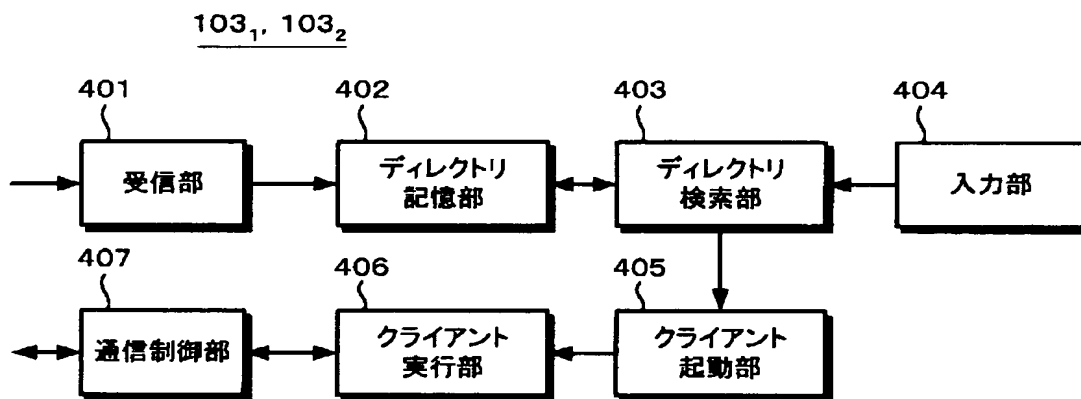 103₁, 103₂
401
402
403
404
受信部
ディレクトリ
記憶部
ディレクトリ
検索部
入力部
407
406
405
通信制御部
クライアント
実行部
クライアント
起動部